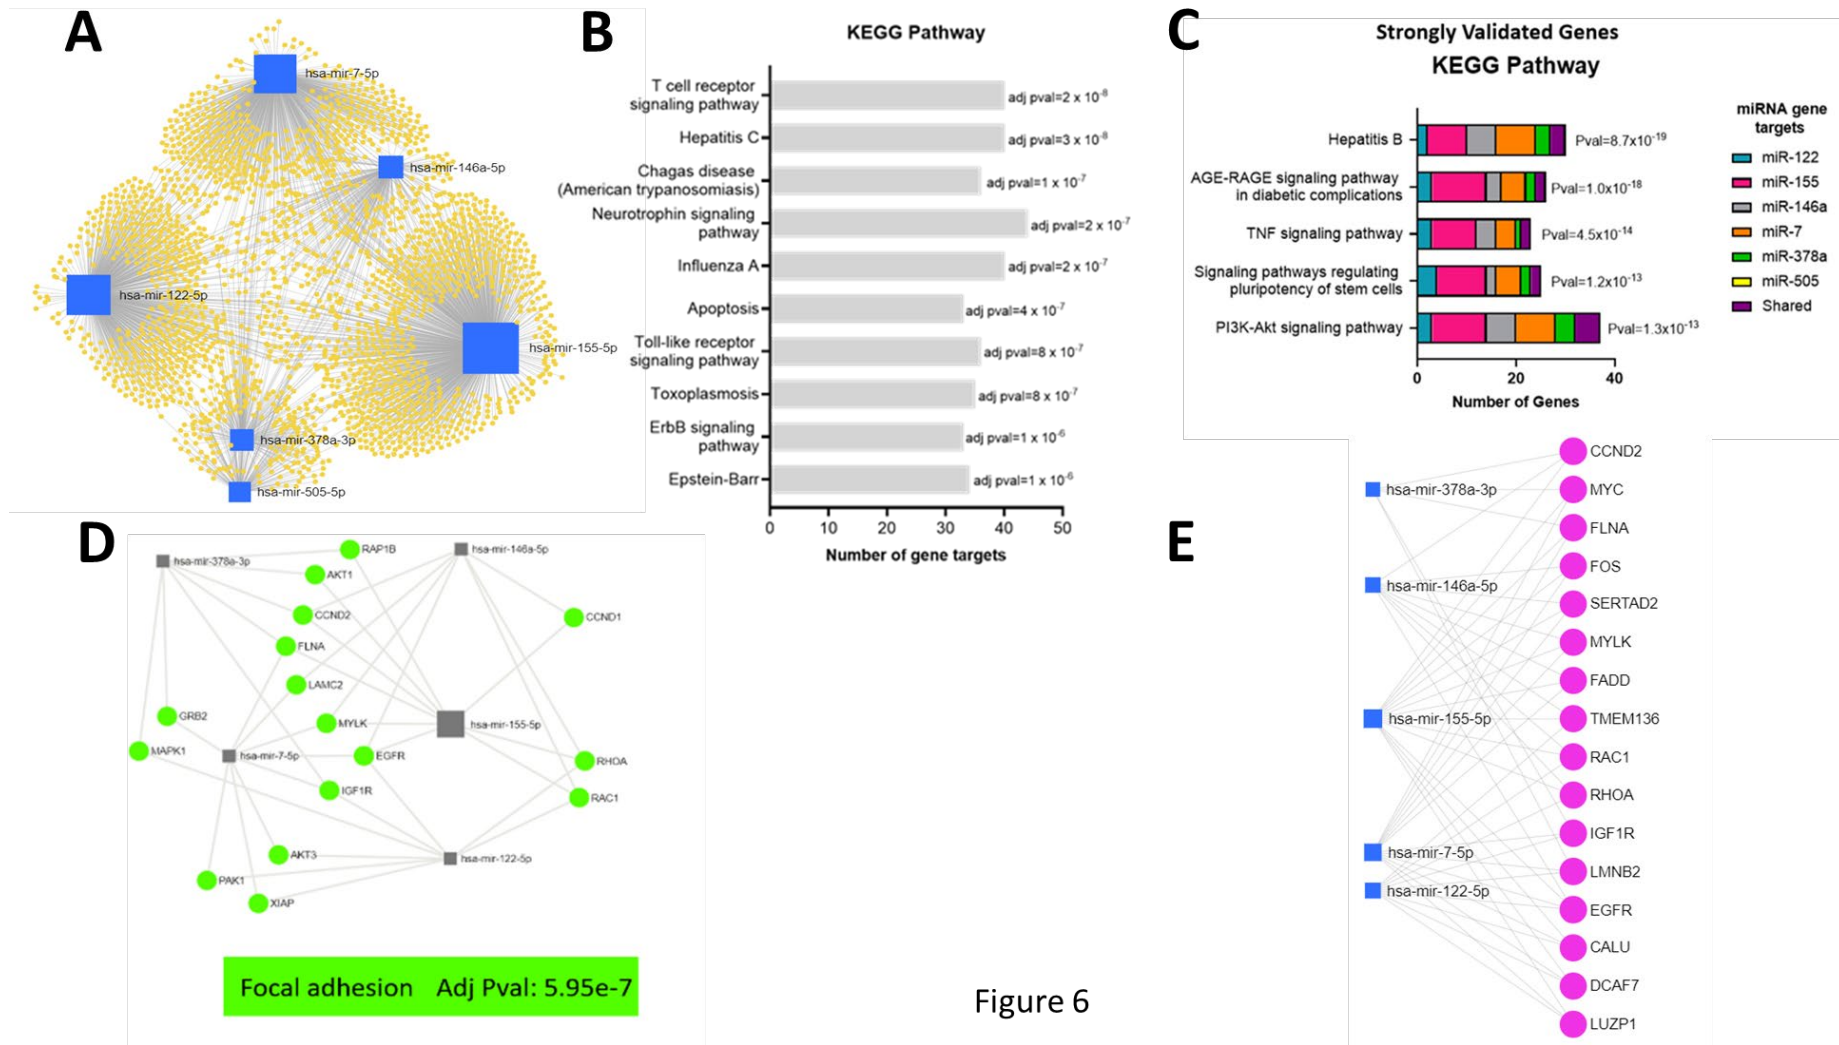 A
hsa-mir-7-5p
hsa-mir-146a-5p
hsa-mir-122-5p
hsa-mir-155-5p
hsa-mir-378a-3p
hsa-mir-505-5p
B
KEGG Pathway
T cell receptor
signaling pathway
adj pval=2 x 10-8
Hepatitis C
adj pval=3 x 10-8
Chagas disease
(American trypanosomiasis)
adj pval=1 x 10-7
Neurotrophin signaling
pathway
adj pval=2 x 10-7
Influenza A
adj pval=2 x 10-7
Apoptosis
adj pval=4 x 10-7
Toll-like receptor
signaling pathway
adj pval=8 x 10-7
Toxoplasmosis
adj pval=8 x 10-7
ErbB signaling
pathway
adj pval=1 x 10-6
Epstein-Barr
adj pval=1 x 10-6
0 10 20 30 40 50
Number of gene targets
C
Strongly Validated Genes
KEGG Pathway
Hepatitis B
Pval=8.7x10-19
AGE-RAGE signaling pathway
in diabetic complications
Pval=1.0x10-18
TNF signaling pathway
Pval=4.5x10-14
Signaling pathways regulating
pluripotency of stem cells
Pval=1.2x10-13
PI3K-Akt signaling pathway
Pval=1.3x10-13
0 20 40
Number of Genes
miRNA gene
targets
miR-122
miR-155
miR-146a
miR-7
miR-378a
miR-505
Shared
D
hsa-mir-378a-3p
RAP1B
hsa-mir-146a-5p
AKT1
CCND2
CCND1
FLNA
LAMC2
GRB2
MYLK
hsa-mir-155-5p
MAPK1
hsa-mir-7-5p
EGFR
RHOA
IGF1R
RAC1
AKT3
hsa-mir-122-5p
PAK1
XIAP
Focal adhesion Adj Pval: 5.95e-7
E
hsa-mir-378a-3p
hsa-mir-146a-5p
hsa-mir-155-5p
hsa-mir-7-5p
hsa-mir-122-5p
CCND2
MYC
FLNA
FOS
SERTAD2
MYLK
FADD
TMEM136
RAC1
RHOA
IGF1R
LMNB2
EGFR
CALU
DCAF7
LUZP1
Figure 6